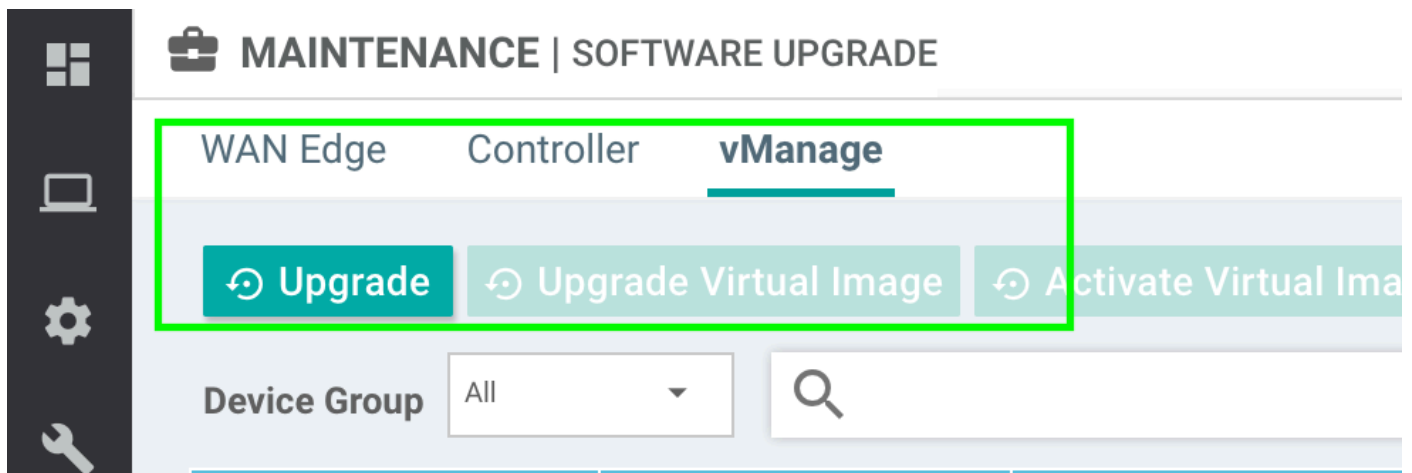 MAINTENANCE | SOFTWARE UPGRADE
WAN Edge Controller vManage
Upgrade Upgrade Virtual Image Activate Virtual Ima
Device Group All